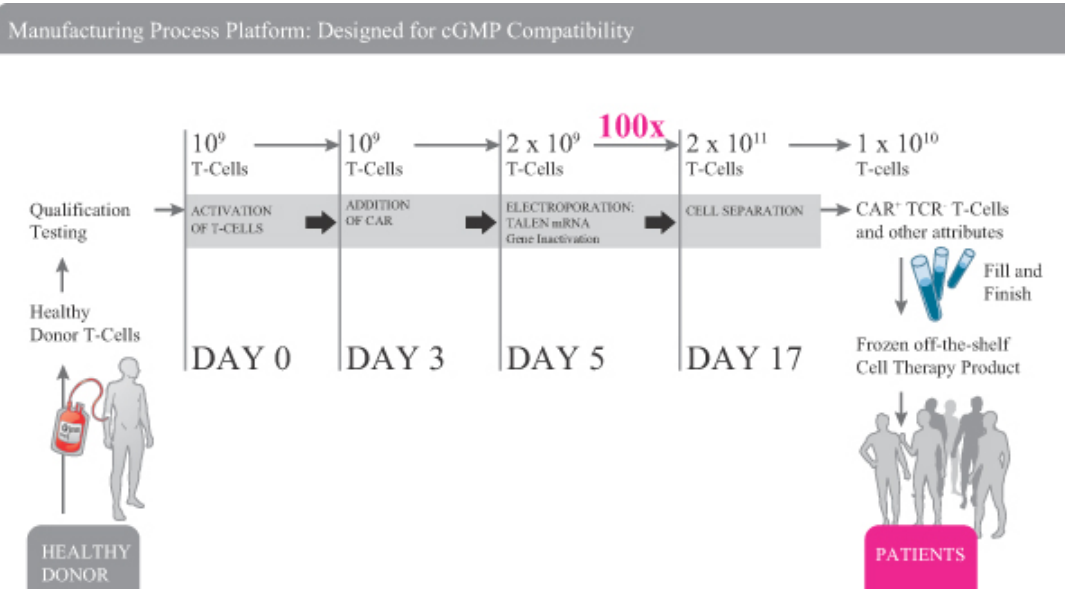 Manufacturing Process Platform: Designed for cGMP Compatibility
10⁹
T-Cells
10⁹
T-Cells
2 x 10⁹
T-Cells
100x
2 x 10¹¹
T-Cells
1 x 10¹⁰
T-cells
Qualification
Testing
ACTIVATION
OF T-CELLS
ADDITION
OF CAR
ELECTROPORATION:
TALEN mRNA
Gene Inactivation
CELL SEPARATION
CAR⁺ TCR⁻ T-Cells
and other attributes
Fill and
Finish
Healthy
Donor T-Cells
DAY 0
DAY 3
DAY 5
DAY 17
Frozen off-the-shelf
Cell Therapy Product
HEALTHY
DONOR
PATIENTS